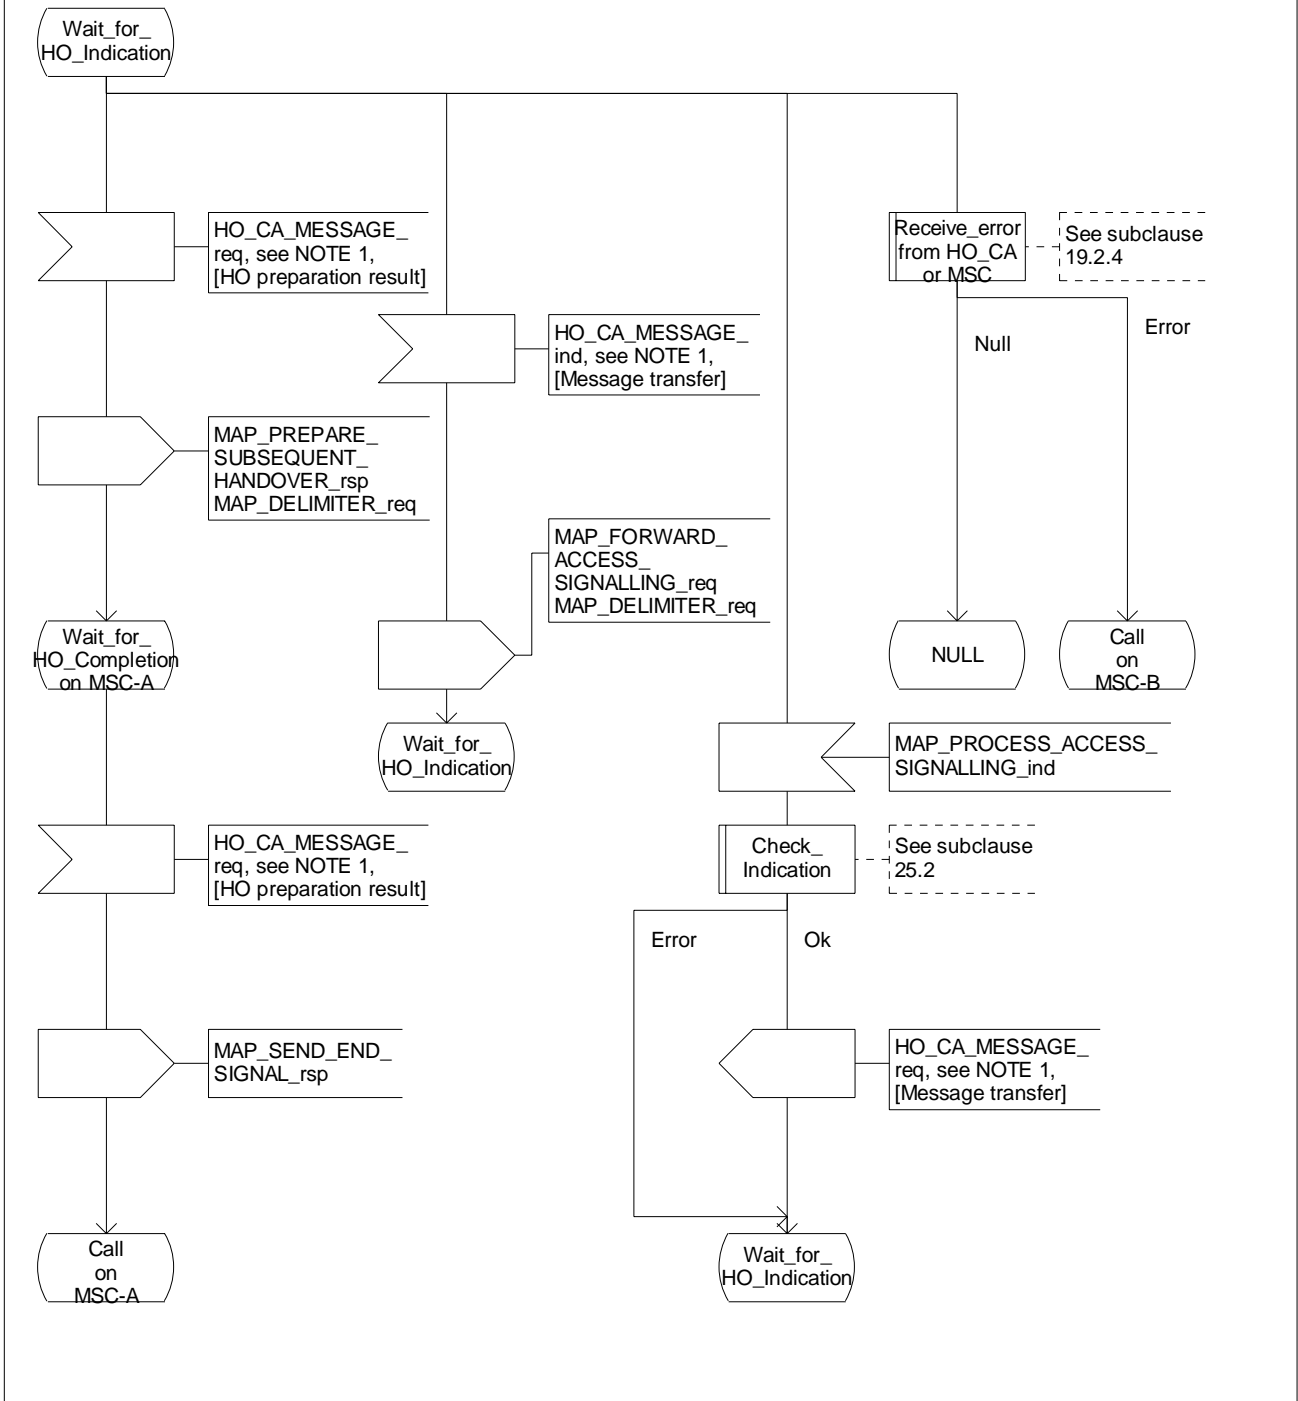 Wait_for_
HO_Indication
HO_CA_MESSAGE_
req, see NOTE 1,
[HO preparation result]
Receive_error
from HO_CA
or MSC
See subclause
19.2.4
HO_CA_MESSAGE_
ind, see NOTE 1,
[Message transfer]
Null
Error
MAP_PREPARE_
SUBSEQUENT_
HANDOVER_rsp
MAP_DELIMITER_req
MAP_FORWARD_
ACCESS_
SIGNALLING_req
MAP_DELIMITER_req
Wait_for_
HO_Completion
on MSC-A
NULL
Call
on
MSC-B
Wait_for_
HO_Indication
MAP_PROCESS_ACCESS_
SIGNALLING_ind
HO_CA_MESSAGE_
req, see NOTE 1,
[HO preparation result]
Check_
Indication
See subclause
25.2
Error
Ok
MAP_SEND_END_
SIGNAL_rsp
HO_CA_MESSAGE_
req, see NOTE 1,
[Message transfer]
Call
on
MSC-A
Wait_for_
HO_Indication